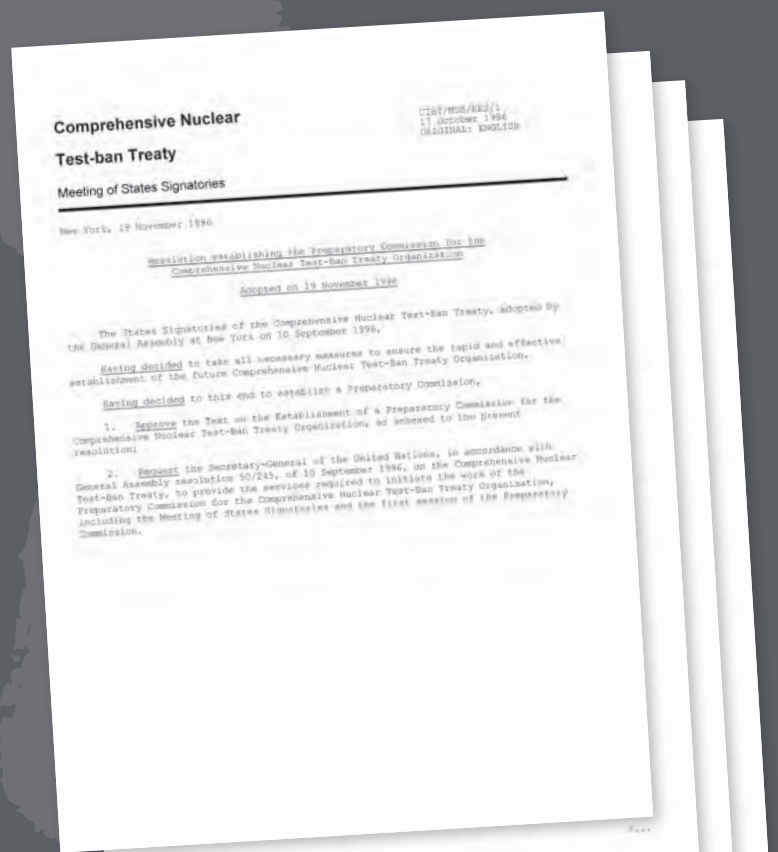 Comprehensive Nuclear
Test-ban Treaty
Meeting of States Signatories
CTBT/MSS/RES/1
17 October 1996
ORIGINAL: ENGLISH
New York, 19 November 1996
Resolution establishing the Preparatory Commission for the
Comprehensive Nuclear Test-Ban Treaty Organization
Adopted on 19 November 1996
The States Signatories of the Comprehensive Nuclear Test-Ban Treaty, adopted by
the General Assembly at New York on 10 September 1996,
Having decided to take all necessary measures to ensure the rapid and effective
establishment of the future Comprehensive Nuclear Test-Ban Treaty Organization,
Having decided to this end to establish a Preparatory Commission,
1. Approve the Text on the Establishment of a Preparatory Commission for the
Comprehensive Nuclear Test-Ban Treaty Organization, as annexed to the present
resolution;
2. Request the Secretary-General of the United Nations, in accordance with
General Assembly resolution 50/245, of 10 September 1996, on the Comprehensive Nuclear
Test-Ban Treaty, to provide the services required to initiate the work of the
Preparatory Commission for the Comprehensive Nuclear Test-Ban Treaty Organization,
including the Meeting of States Signatories and the first session of the Preparatory
Commission.